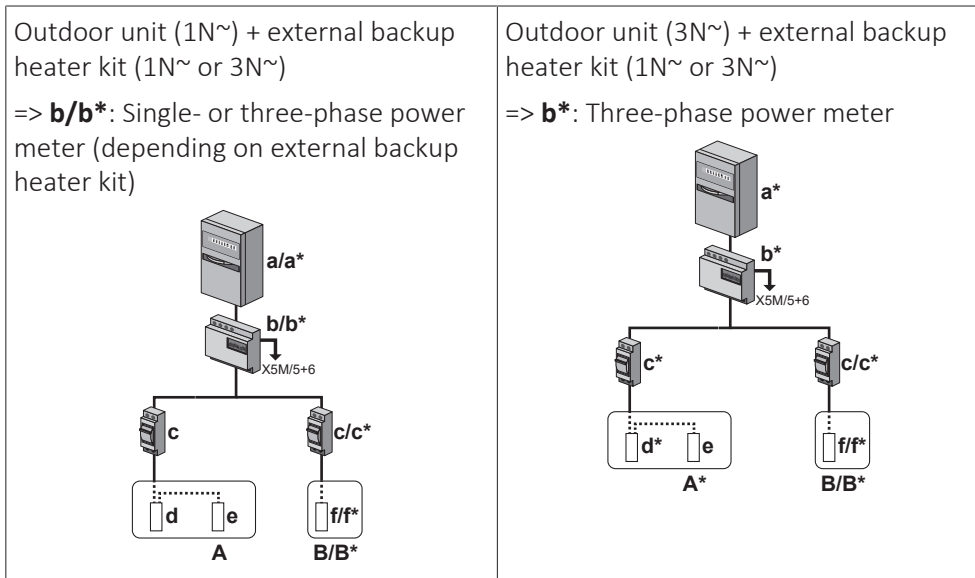 Outdoor unit (1N~) + external backup
heater kit (1N~ or 3N~)
=> b/b*: Single- or three-phase power
meter (depending on external backup
heater kit)
a/a*
b/b*
X5M/5+6
c
c/c*
d
e
f/f*
A
B/B*
Outdoor unit (3N~) + external backup
heater kit (1N~ or 3N~)
=> b*: Three-phase power meter
a*
b*
X5M/5+6
c*
c/c*
d*
e
f/f*
A*
B/B*